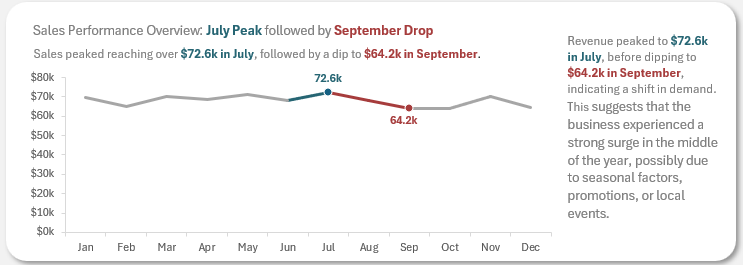 Sales Performance Overview: July Peak followed by September Drop
Sales peaked reaching over $72.6k in July, followed by a dip to $64.2k in September.
$80k
$70k
$60k
$50k
$40k
$30k
$20k
$10k
$0k
72.6k
64.2k
Jan Feb Mar Apr May Jun Jul Aug Sep Oct Nov Dec
Revenue peaked to $72.6k
in July, before dipping to
$64.2k in September,
indicating a shift in demand.
This suggests that the
business experienced a
strong surge in the middle
of the year, possibly due
to seasonal factors,
promotions, or local
events.